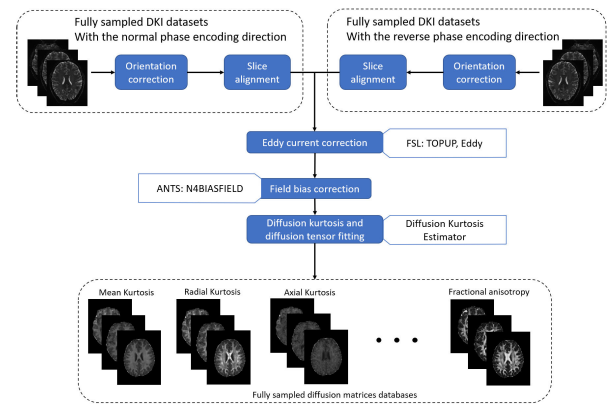 Fully sampled DKI datasets
With the normal phase encoding direction
Fully sampled DKI datasets
With the reverse phase encoding direction
Orientation
correction
Slice
alignment
Slice
alignment
Orientation
correction
Eddy current correction
FSL: TOPUP, Eddy
ANTS: N4BIASFIELD
Field bias correction
Diffusion kurtosis and
diffusion tensor fitting
Diffusion Kurtosis
Estimator
Mean Kurtosis
Radial Kurtosis
Axial Kurtosis
Fractional anisotropy
• • •
Fully sampled diffusion matrices databases